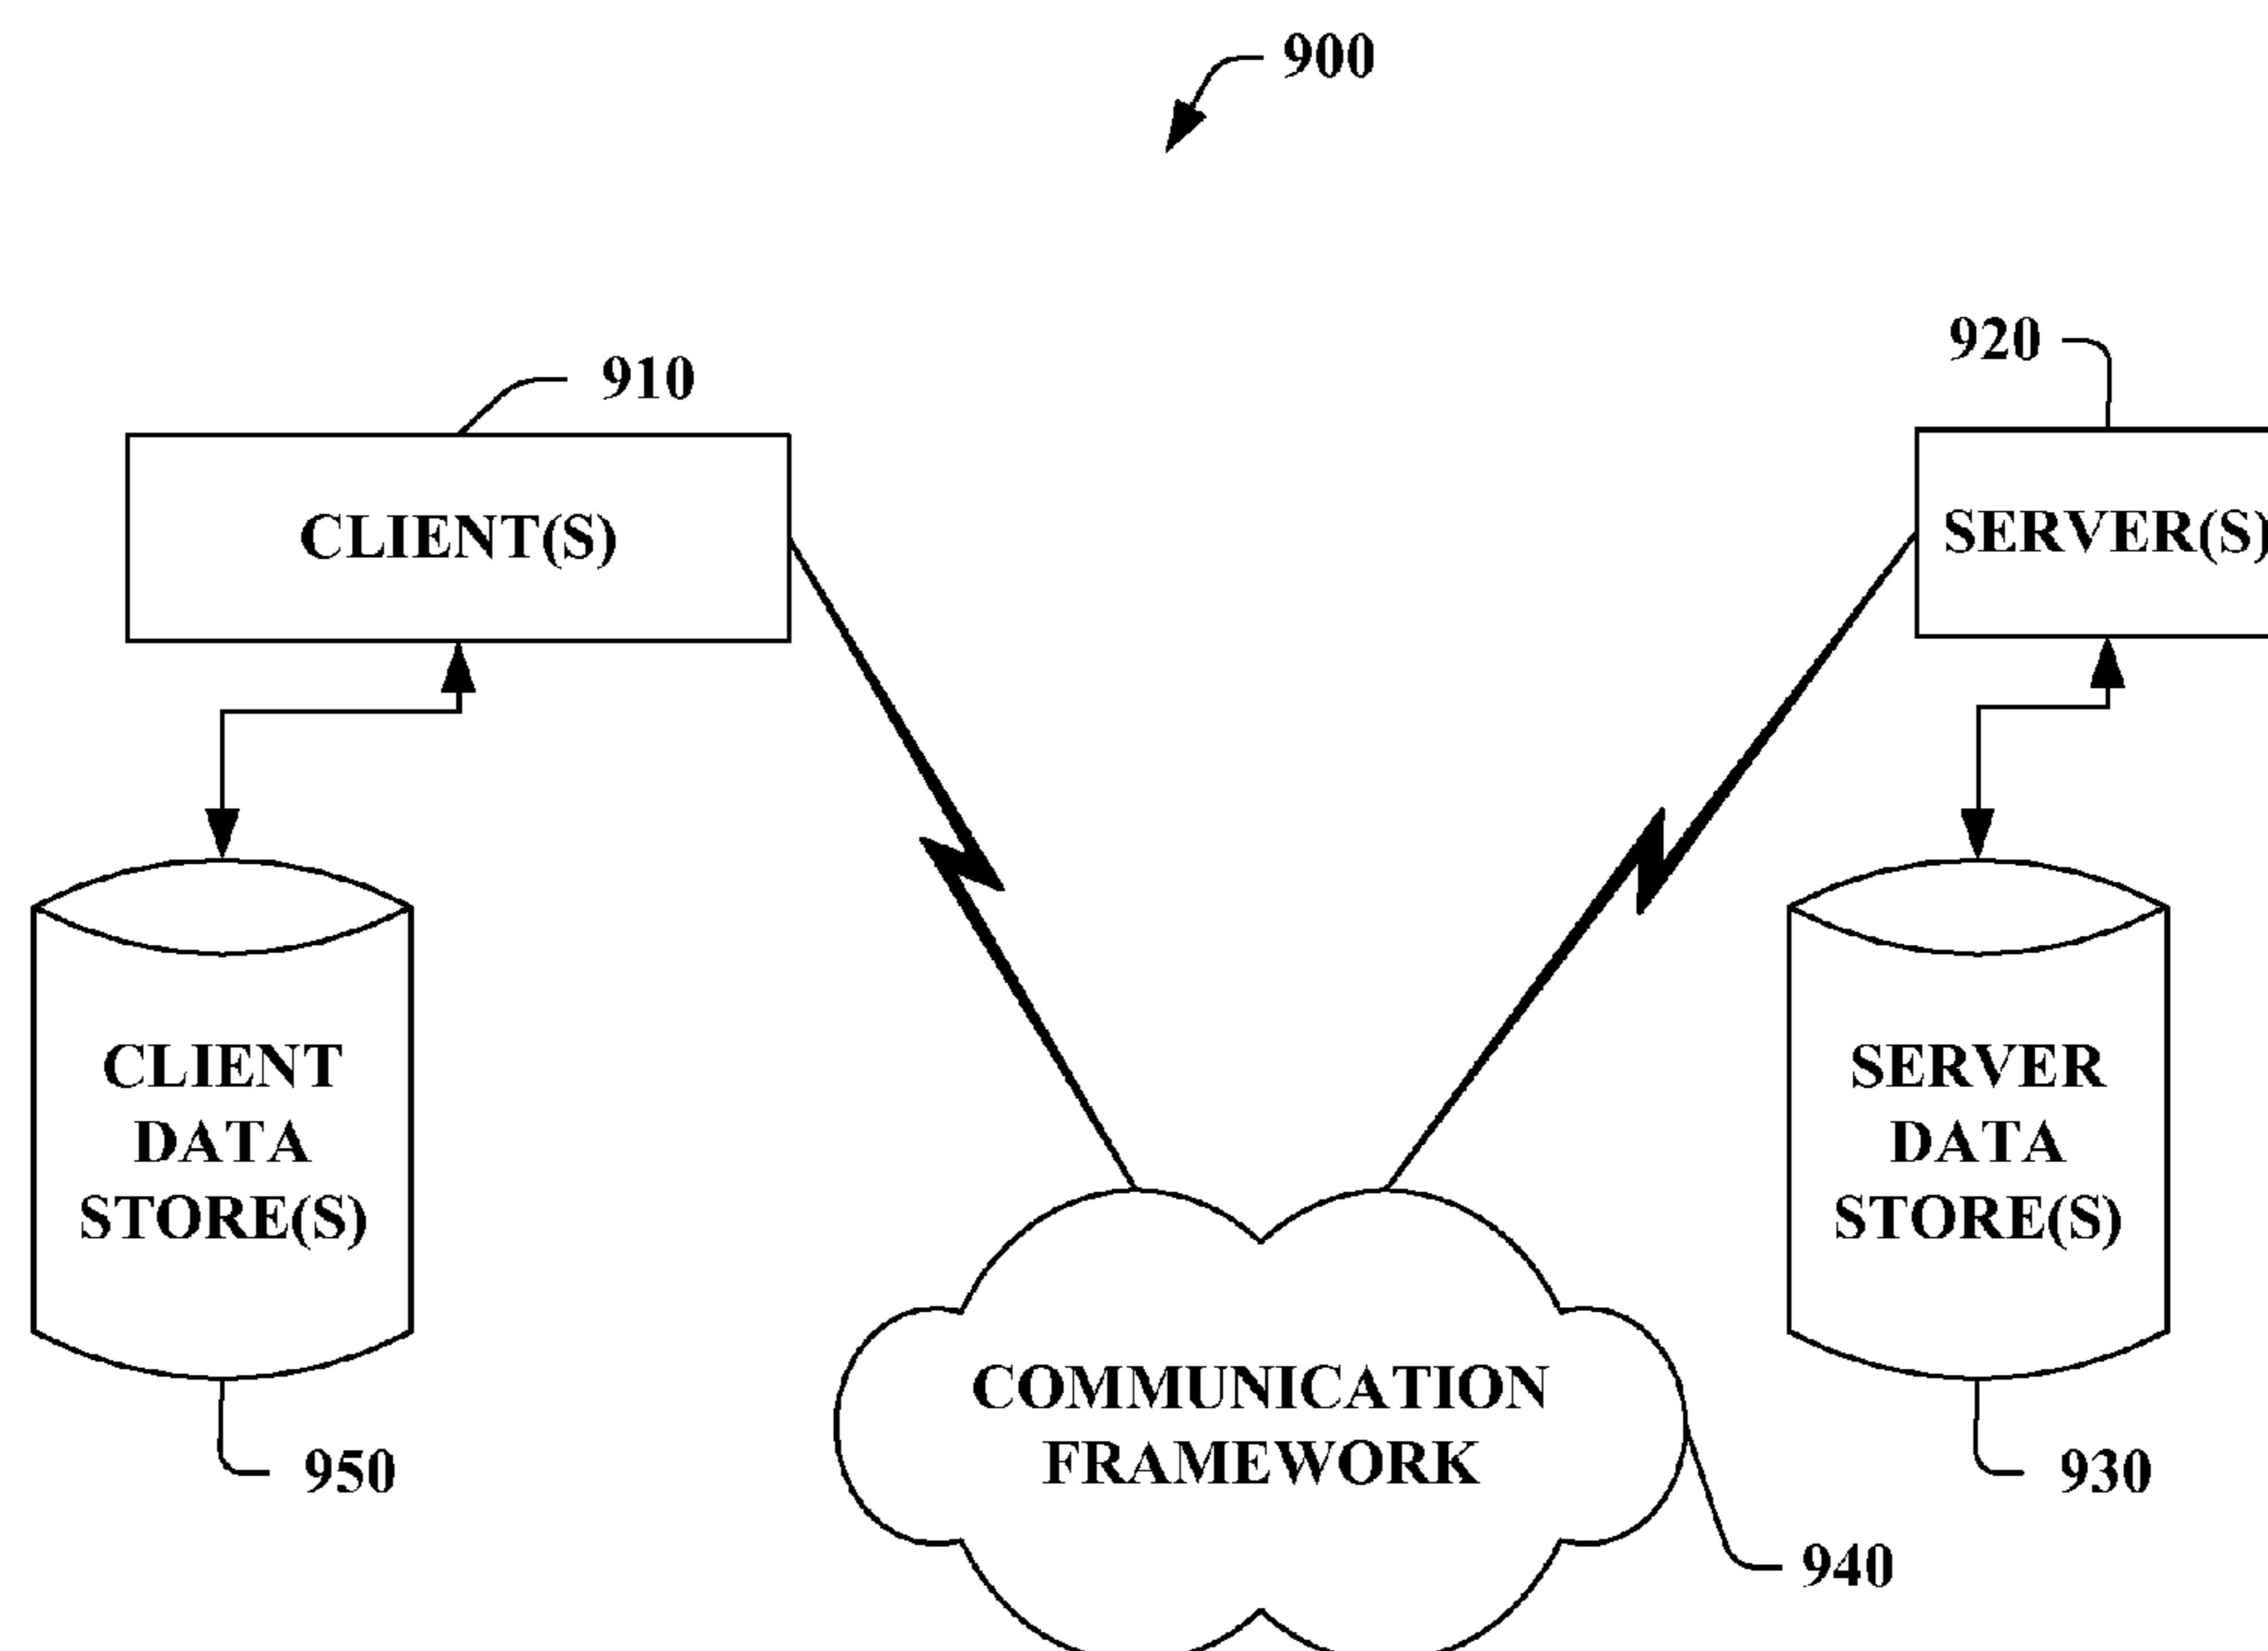 900
910
920
CLIENT(S)
SERVER(S)
CLIENT
DATA
STORE(S)
SERVER
DATA
STORE(S)
COMMUNICATION
FRAMEWORK
950
930
940